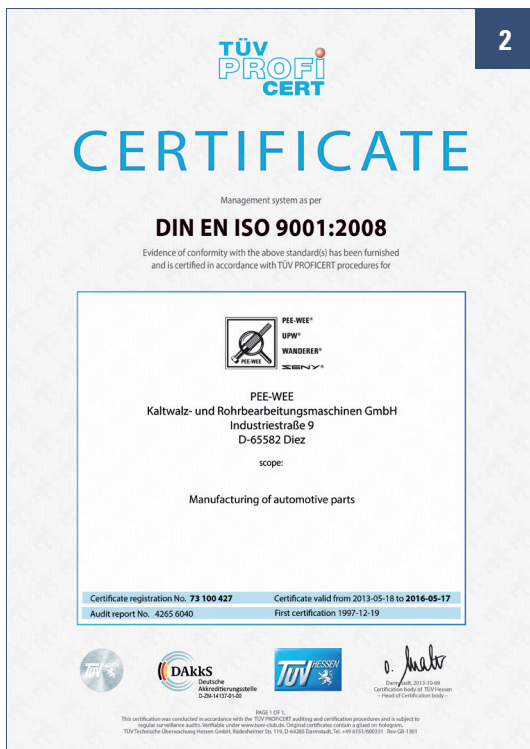 2
TÜV
PROFI
CERT
CERTIFICATE
Management system as per
DIN EN ISO 9001:2008
Evidence of conformity with the above standard(s) has been furnished
and is certified in accordance with TÜV PROFICERT procedures for
PEE-WEE®
UPW®
WANDERER®
SENY®
PEE-WEE
PEE-WEE
Kaltwalz- und Rohrbearbeitungsmaschinen GmbH
Industriestraße 9
D-65582 Diez
scope:
Manufacturing of automotive parts
Certificate registration No. 73 100 427
Certificate valid from 2013-05-18 to 2016-05-17
Audit report No. 4265 6040
First certification 1997-12-19
TÜV
DAkkS
Deutsche
Akkreditierungsstelle
D-ZM-14137-01-00
TÜV HESSEN
Darmstadt, 2013-10-09
Certification body of TÜV Hessen
– Head of Certification body –
PAGE 1 OF 1.
This certification was conducted in accordance with the TÜV PROFICERT auditing and certification procedures and is subject to
regular surveillance audits. Verifiable under www.tuev-club.de. Original certificates contain a glued on hologram.
TÜV Technische Überwachung Hessen GmbH, Rüdesheimer Str. 119, D-64285 Darmstadt, Tel. +49 6151/600331 Rev-GB-1301